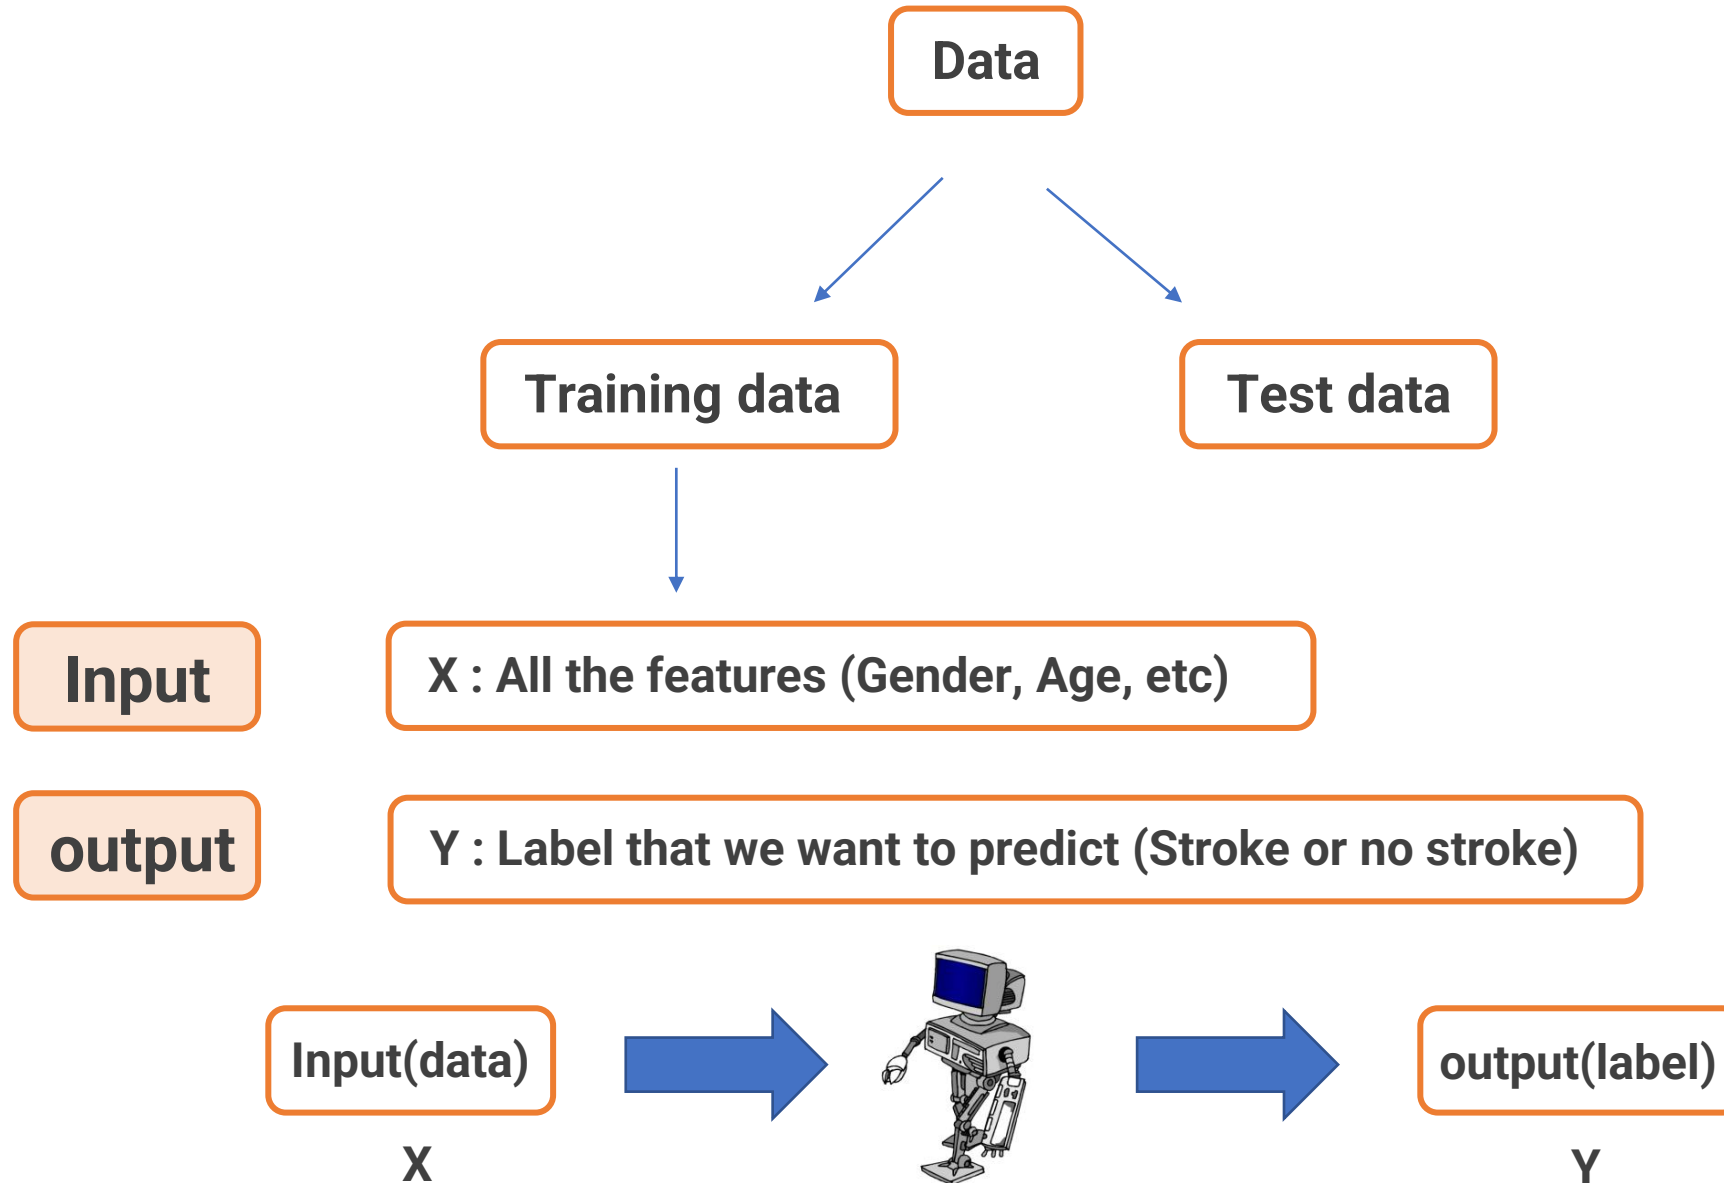 Data
Training data
Test data
Input
X : All the features (Gender, Age, etc)
output
Y : Label that we want to predict (Stroke or no stroke)
Input(data)
output(label)
X
Y